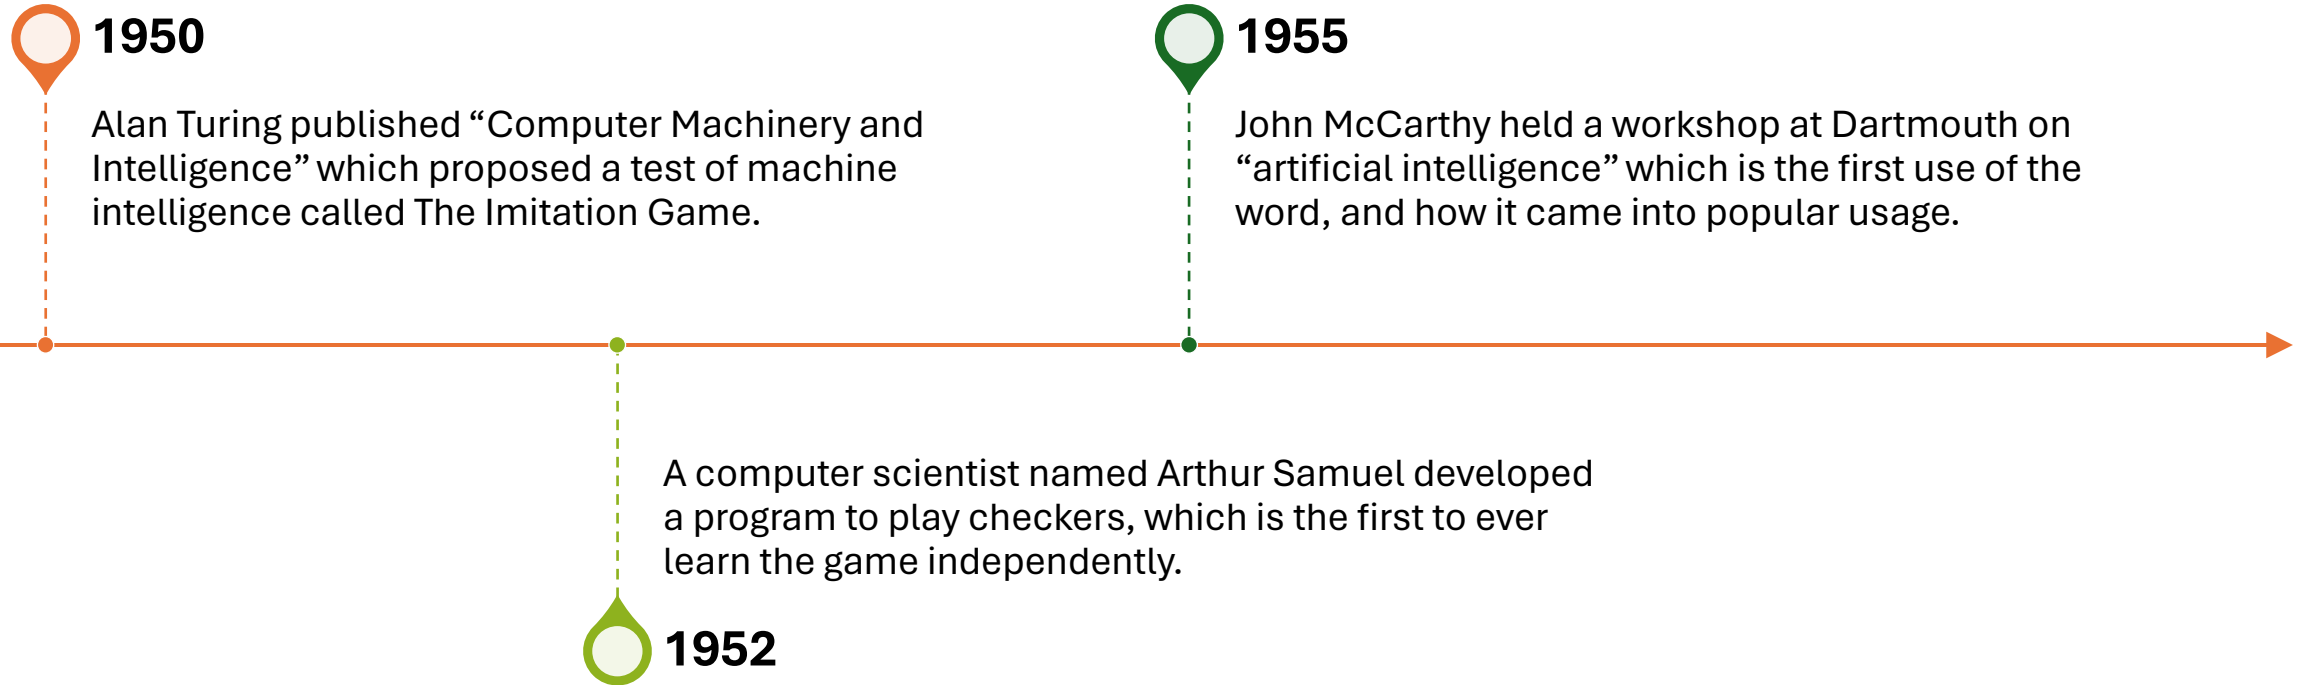 1950
Alan Turing published “Computer Machinery and
Intelligence” which proposed a test of machine
intelligence called The Imitation Game.
1955
John McCarthy held a workshop at Dartmouth on
“artificial intelligence” which is the first use of the
word, and how it came into popular usage.
A computer scientist named Arthur Samuel developed
a program to play checkers, which is the first to ever
learn the game independently.
1952